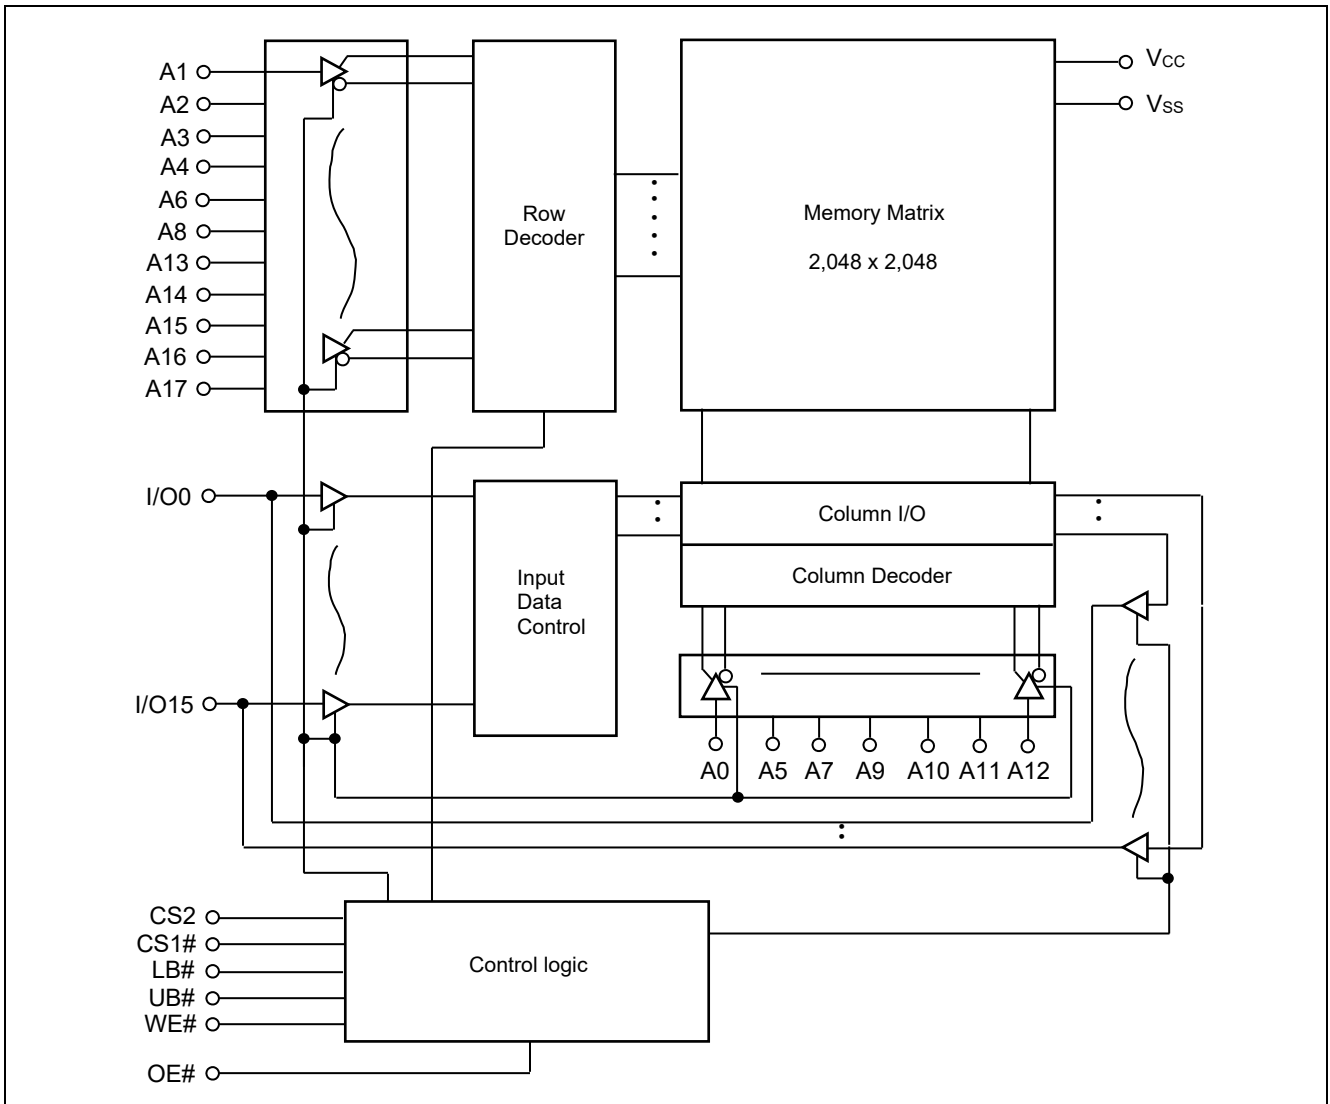 A1
A2
A3
A4
A6
A8
A13
A14
A15
A16
A17
Row
Decoder
Memory Matrix
2,048 x 2,048
VCC
VSS
I/O0
I/O15
Input
Data
Control
Column I/O
Column Decoder
A0 A5 A7 A9 A10 A11 A12
CS2
CS1#
LB#
UB#
WE#
OE#
Control logic